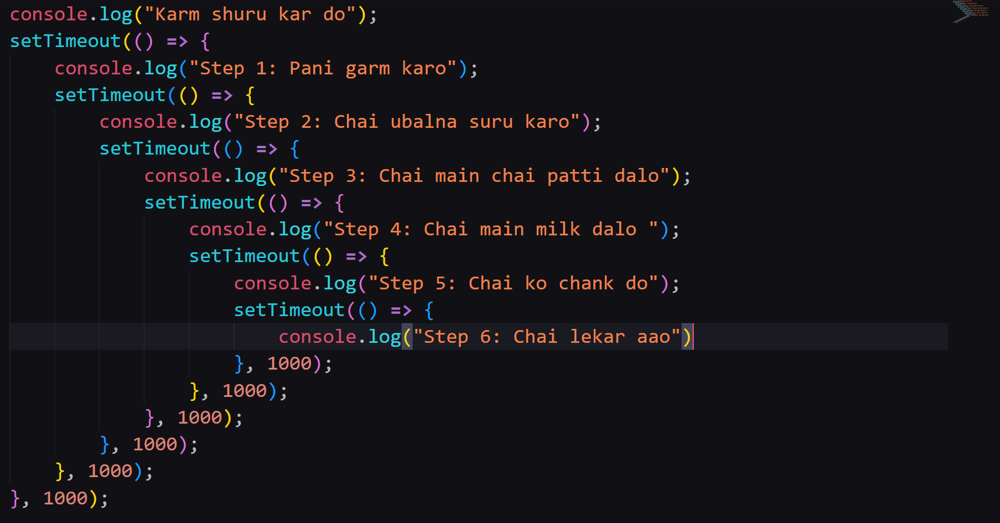 console.log("Karm shuru kar do");
setTimeout(() => {
    console.log("Step 1: Pani garm karo");
    setTimeout(() => {
        console.log("Step 2: Chai ubalna suru karo");
        setTimeout(() => {
            console.log("Step 3: Chai main chai patti dalo");
            setTimeout(() => {
                console.log("Step 4: Chai main milk dalo ");
                setTimeout(() => {
                    console.log("Step 5: Chai ko chank do");
                    setTimeout(() => {
                        console.log("Step 6: Chai lekar aao")
                    }, 1000);
                }, 1000);
            }, 1000);
        }, 1000);
    }, 1000);
}, 1000);